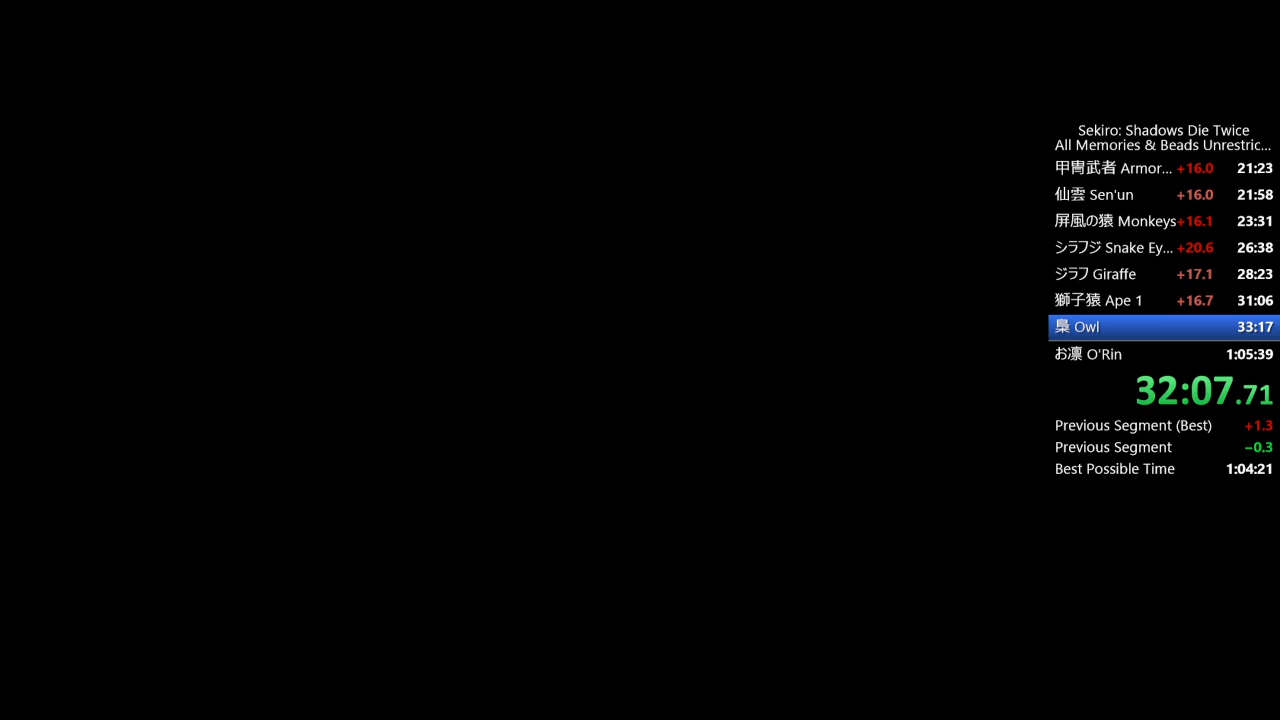 Sekiro: Shadows Die Twice
All Memories & Beads Unrestric...
甲冑武者 Armor... +16.0 21:23
仙雲 Sen'un +16.0 21:58
屏風の猿 Monkeys +16.1 23:31
シラフジ Snake Ey... +20.6 26:38
ジラフ Giraffe +17.1 28:23
獅子猿 Ape 1 +16.7 31:06
梟 Owl 33:17
お凛 O'Rin 1:05:39
32:07.71
Previous Segment (Best) +1.3
Previous Segment −0.3
Best Possible Time 1:04:21